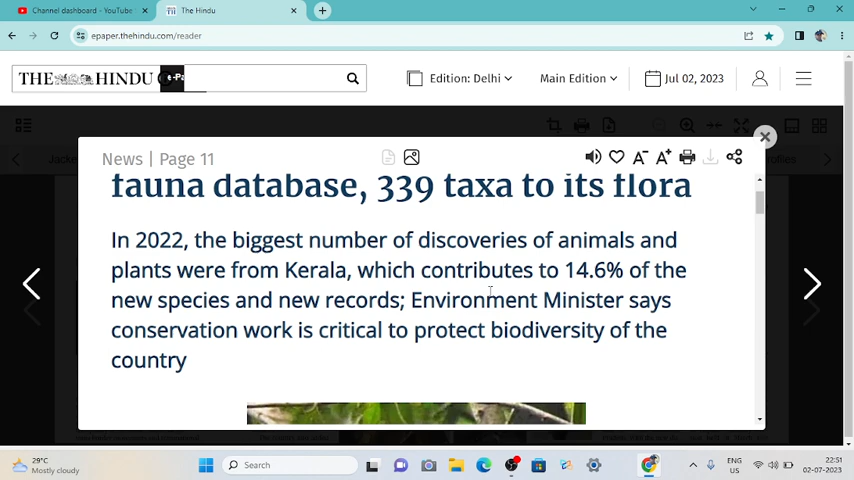 Channel dashboard - YouTube
The Hindu
epaper.thehindu.com/reader
THE HINDU
e-Pa
Edition: Delhi
Main Edition
Jul 02, 2023
News | Page 11
A- A+
fauna database, 339 taxa to its flora
In 2022, the biggest number of discoveries of animals and
plants were from Kerala, which contributes to 14.6% of the
new species and new records; Environment Minister says
conservation work is critical to protect biodiversity of the
country
29°C
Mostly cloudy
Search
ENG
US
22:51
02-07-2023